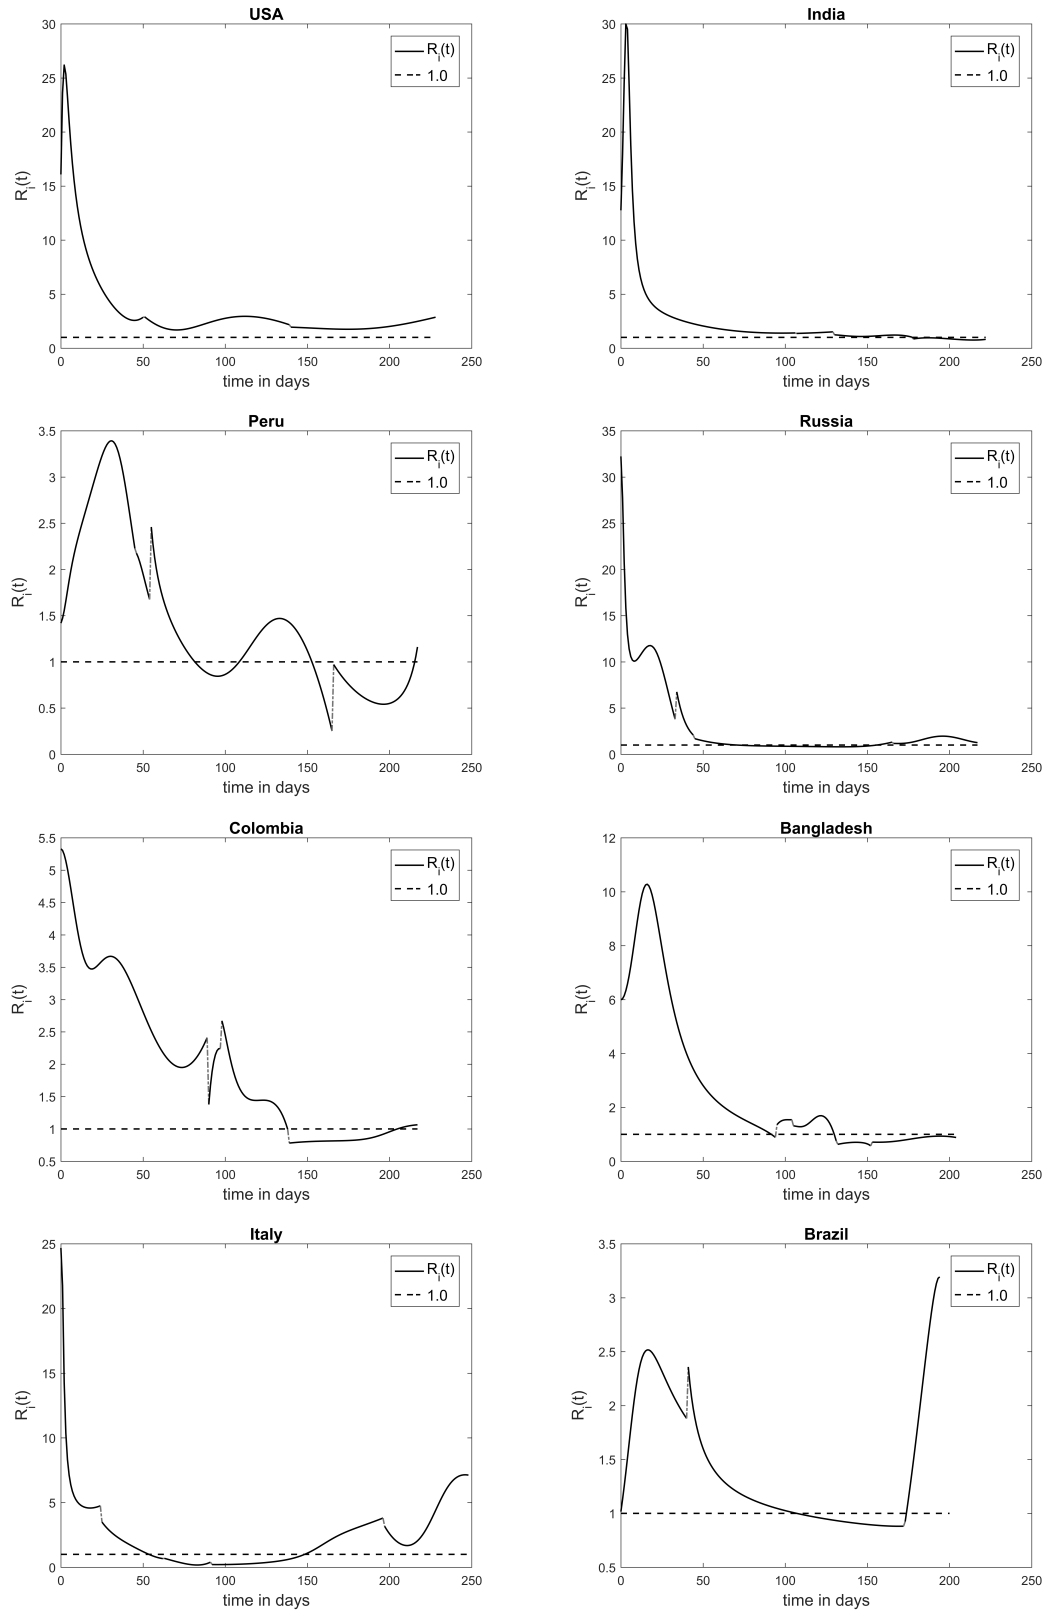 USA
30
25
20
15
10
5
0
R_i(t)
0 50 100 150 200 250
time in days
R_i(t)
1.0
India
30
25
20
15
10
5
0
R_i(t)
0 50 100 150 200 250
time in days
R_i(t)
1.0
Peru
3.5
3
2.5
2
1.5
1
0.5
0
R_i(t)
0 50 100 150 200 250
time in days
R_i(t)
1.0
Russia
35
30
25
20
15
10
5
0
R_i(t)
0 50 100 150 200 250
time in days
R_i(t)
1.0
Colombia
5.5
5
4.5
4
3.5
3
2.5
2
1.5
1
0.5
R_i(t)
0 50 100 150 200 250
time in days
R_i(t)
1.0
Bangladesh
12
10
8
6
4
2
0
R_i(t)
0 50 100 150 200 250
time in days
R_i(t)
1.0
Italy
25
20
15
10
5
0
R_i(t)
0 50 100 150 200 250
time in days
R_i(t)
1.0
Brazil
3.5
3
2.5
2
1.5
1
0.5
R_i(t)
0 50 100 150 200 250
time in days
R_i(t)
1.0